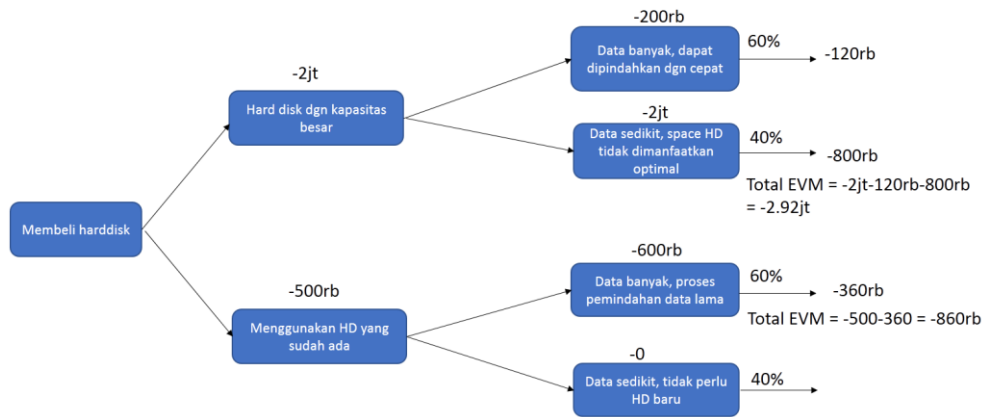 -200rb
Data banyak, dapat
dipindahkan dgn cepat
60%
-120rb
-2jt
Hard disk dgn kapasitas
besar
-2jt
Data sedikit, space HD
tidak dimanfaatkan
optimal
40%
-800rb
Total EVM = -2jt-120rb-800rb
= -2.92jt
Membeli harddisk
-500rb
Menggunakan HD yang
sudah ada
-600rb
Data banyak, proses
pemindahan data lama
60%
-360rb
Total EVM = -500-360 = -860rb
-0
Data sedikit, tidak perlu
HD baru
40%